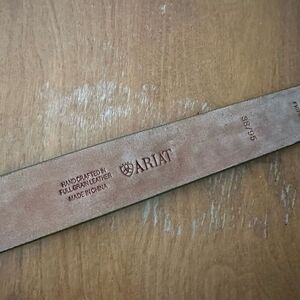 HANDCRAFTED IN
FULL GRAIN LEATHER
MADE IN CHINA
ARIAT
38/95